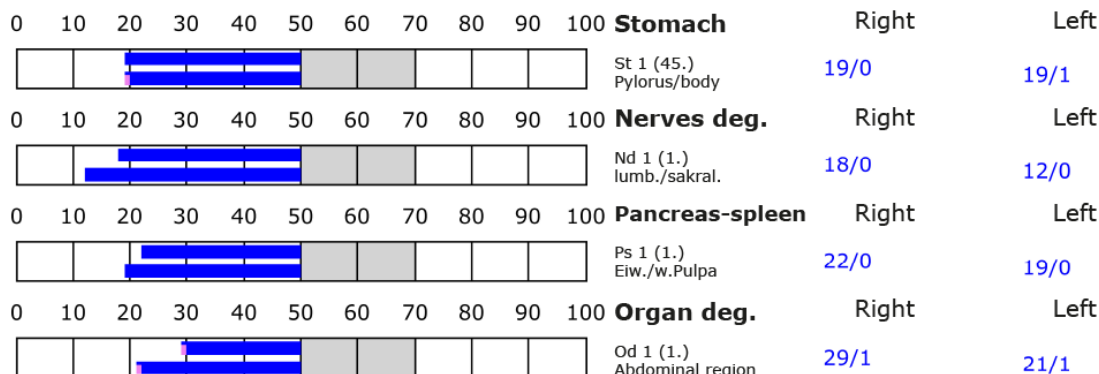 0 10 20 30 40 50 60 70 80 90 100 Stomach Right Left
St 1 (45.) 19/0 19/1
Pylorus/body
0 10 20 30 40 50 60 70 80 90 100 Nerves deg. Right Left
Nd 1 (1.) 18/0 12/0
lumb./sakral.
0 10 20 30 40 50 60 70 80 90 100 Pancreas-spleen Right Left
Ps 1 (1.) 22/0 19/0
Eiw./w.Pulpa
0 10 20 30 40 50 60 70 80 90 100 Organ deg. Right Left
Od 1 (1.) 29/1 21/1
Abdominal region